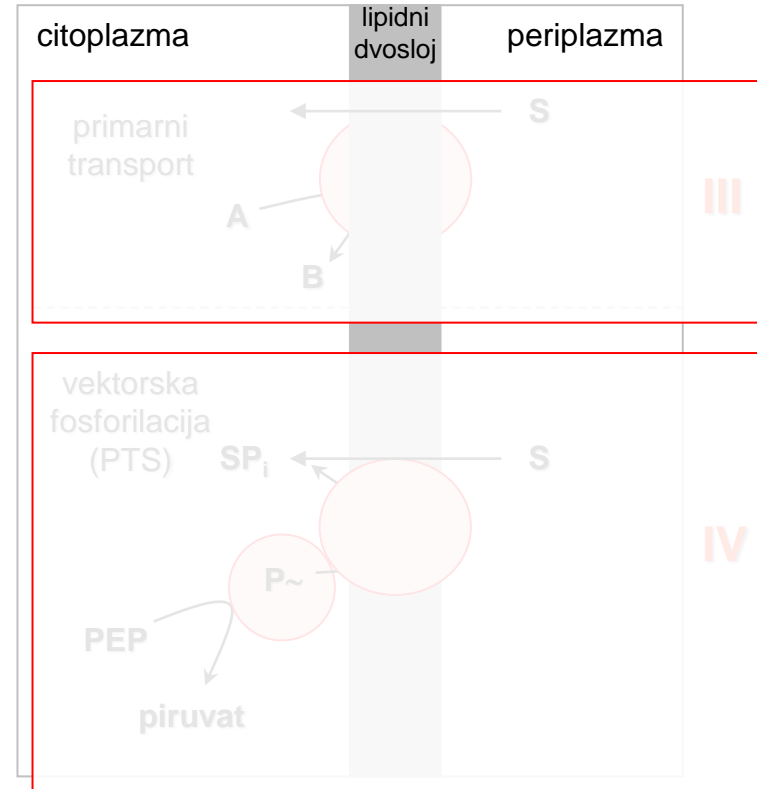 citoplazma
lipidni
dvosloj
periplazma
primarni
transport
S
A
B
III
vektorska
fosforilacija
(PTS)
SPi
S
P~
PEP
piruvat
IV